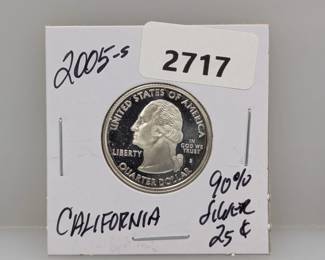 2005-s
2717
UNITED STATES OF AMERICA
LIBERTY
IN
GOD WE
TRUST
S
QUARTER DOLLAR
CALIFORNIA
90%
Silver
25¢